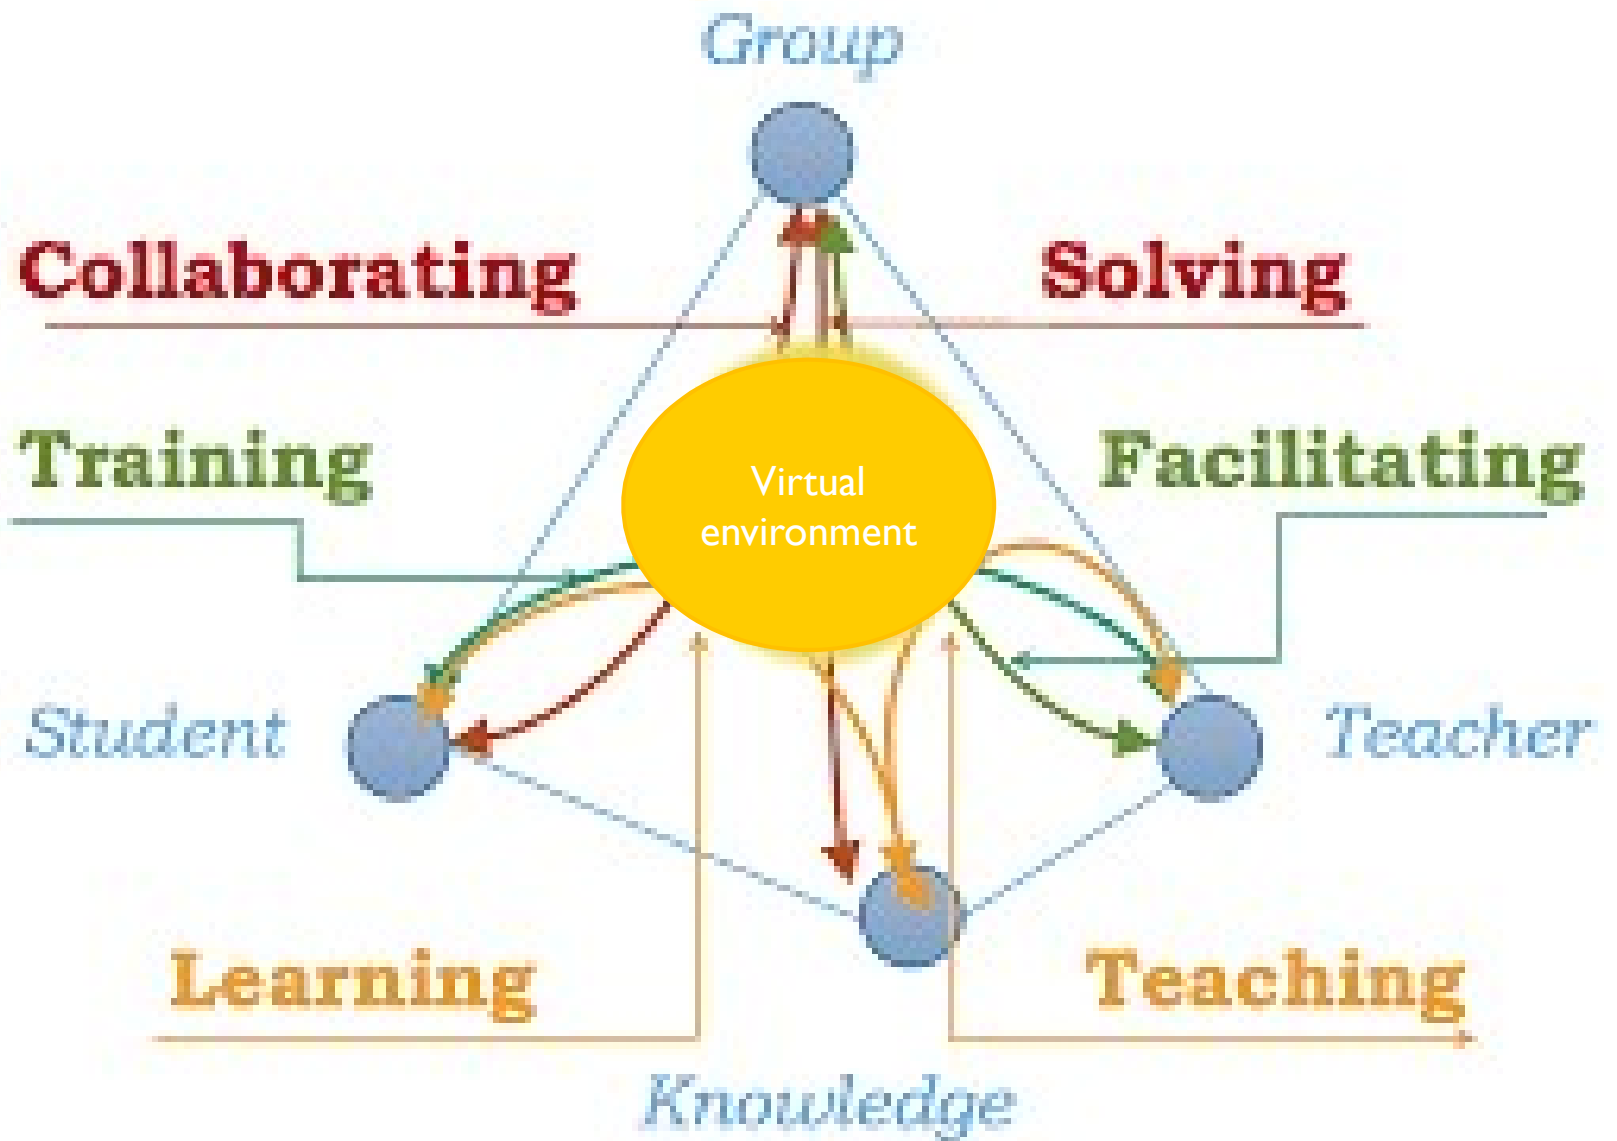 Group
Collaborating
Solving
Training
Facilitating
Virtual
environment
Student
Teacher
Learning
Teaching
Knowledge